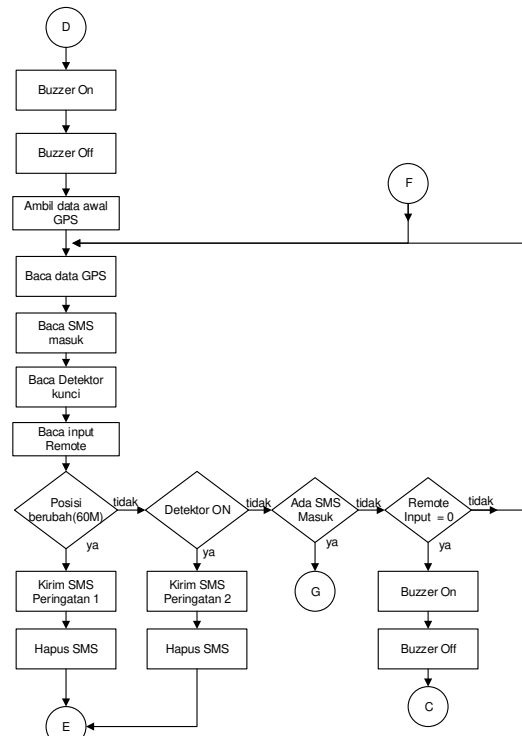 D
Buzzer On
Buzzer Off
F
Ambil data awal
GPS
Baca data GPS
Baca SMS
masuk
Baca Detektor
kunci
Baca input
Remote
Posisi
berubah(60M)
tidak
Detektor ON
tidak
Ada SMS
Masuk
tidak
Remote
Input = 0
tidak
ya
ya
ya
ya
Kirim SMS
Peringatan 1
Kirim SMS
Peringatan 2
G
Buzzer On
Hapus SMS
Hapus SMS
Buzzer Off
E
C